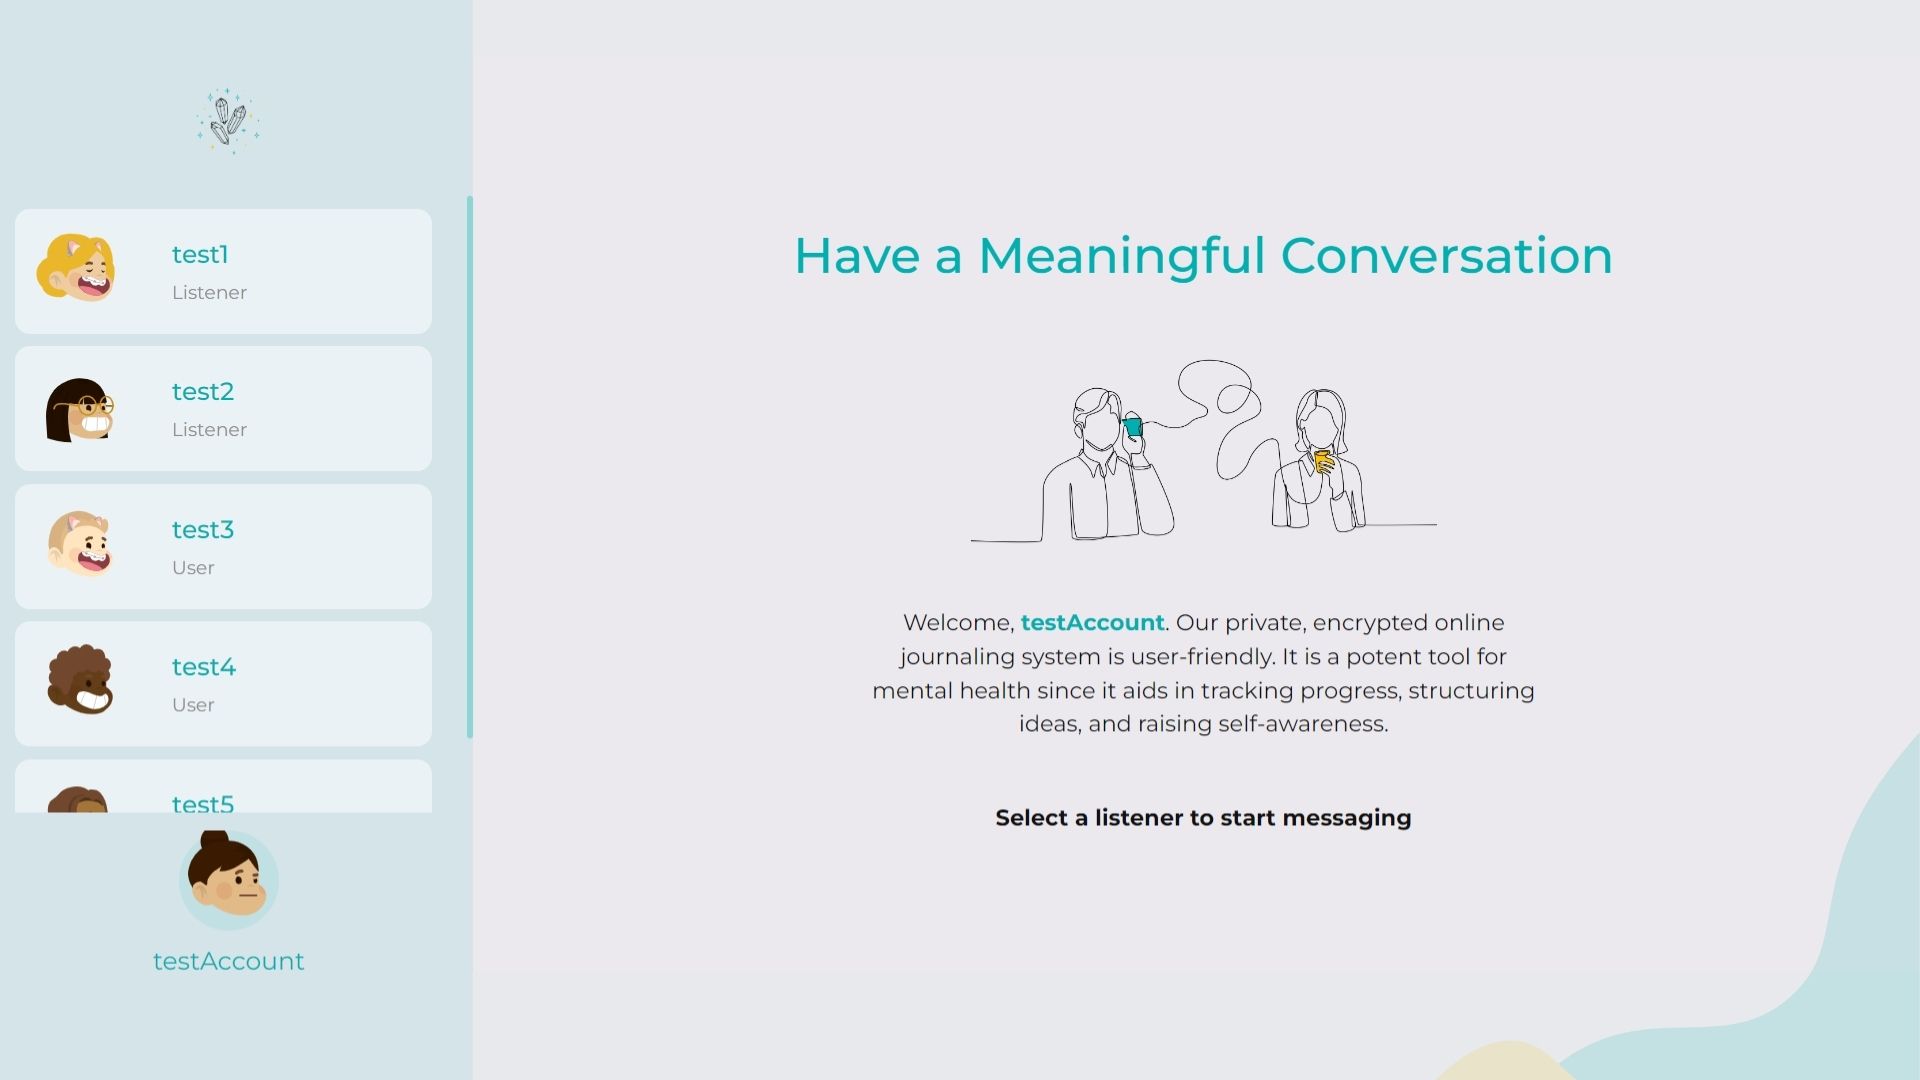 test1
Listener
test2
Listener
test3
User
test4
User
test5
testAccount
Have a Meaningful Conversation
Welcome, testAccount. Our private, encrypted online
journaling system is user-friendly. It is a potent tool for
mental health since it aids in tracking progress, structuring
ideas, and raising self-awareness.
Select a listener to start messaging